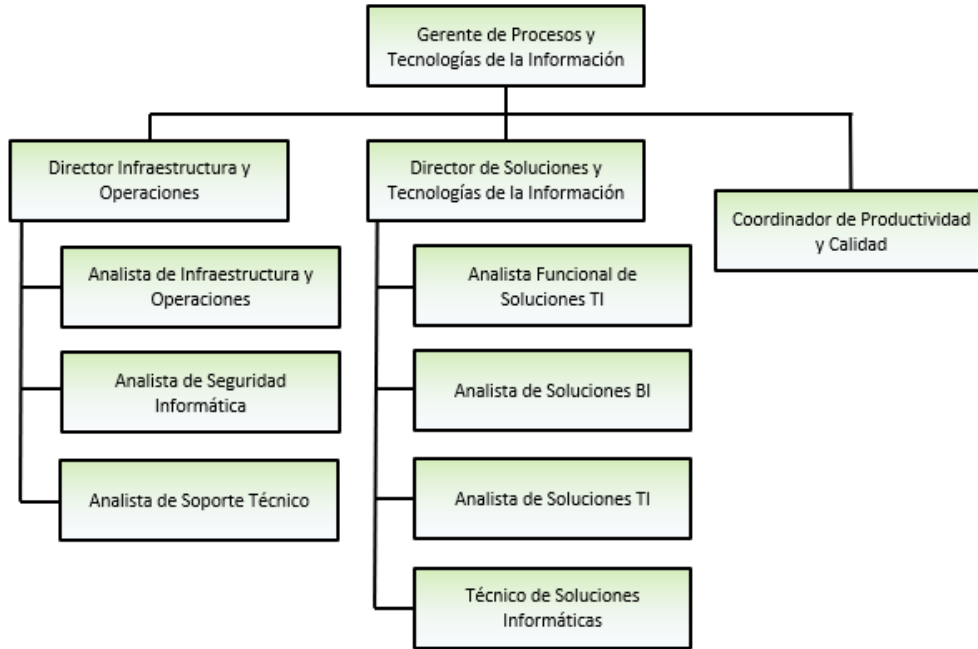 Gerente de Procesos y
Tecnologías de la Información
Director Infraestructura y
Operaciones
Director de Soluciones y
Tecnologías de la Información
Coordinador de Productividad
y Calidad
Analista de Infraestructura y
Operaciones
Analista de Seguridad
Informática
Analista de Soporte Técnico
Analista Funcional de
Soluciones TI
Analista de Soluciones BI
Analista de Soluciones TI
Técnico de Soluciones
Informáticas